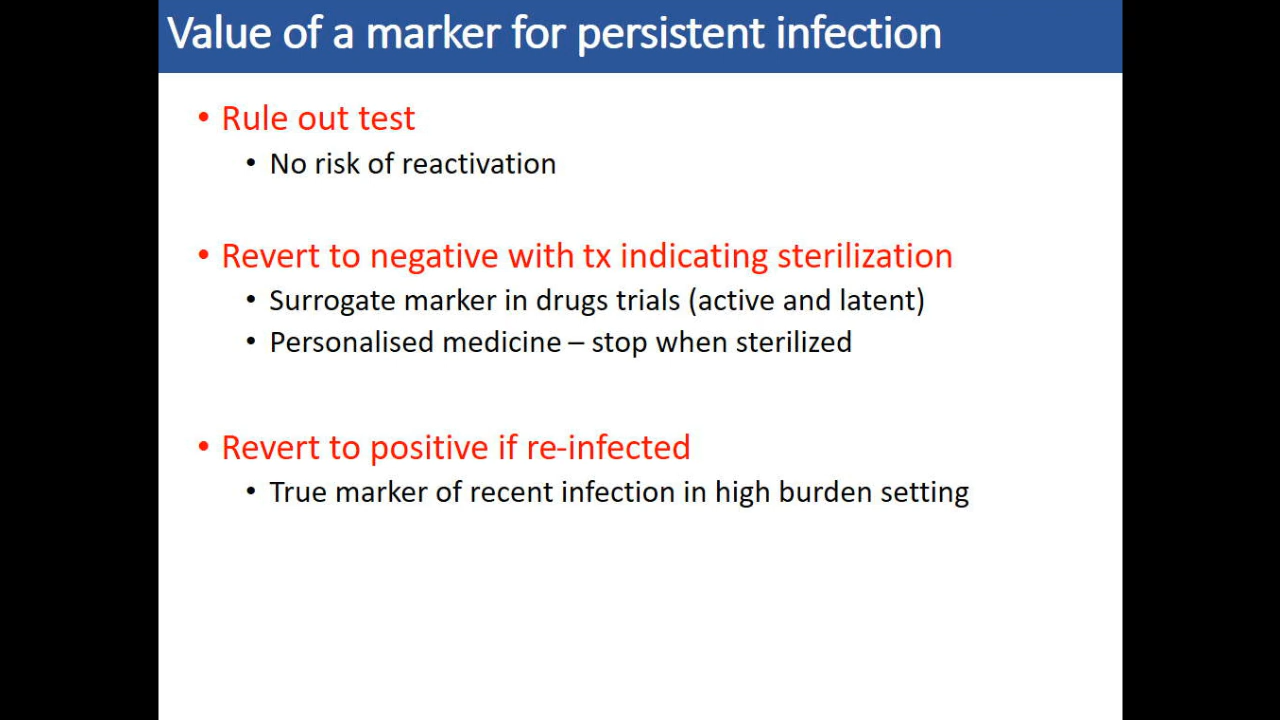 Value of a marker for persistent infection
• Rule out test
• No risk of reactivation
• Revert to negative with tx indicating sterilization
• Surrogate marker in drugs trials (active and latent)
• Personalised medicine – stop when sterilized
• Revert to positive if re-infected
• True marker of recent infection in high burden setting